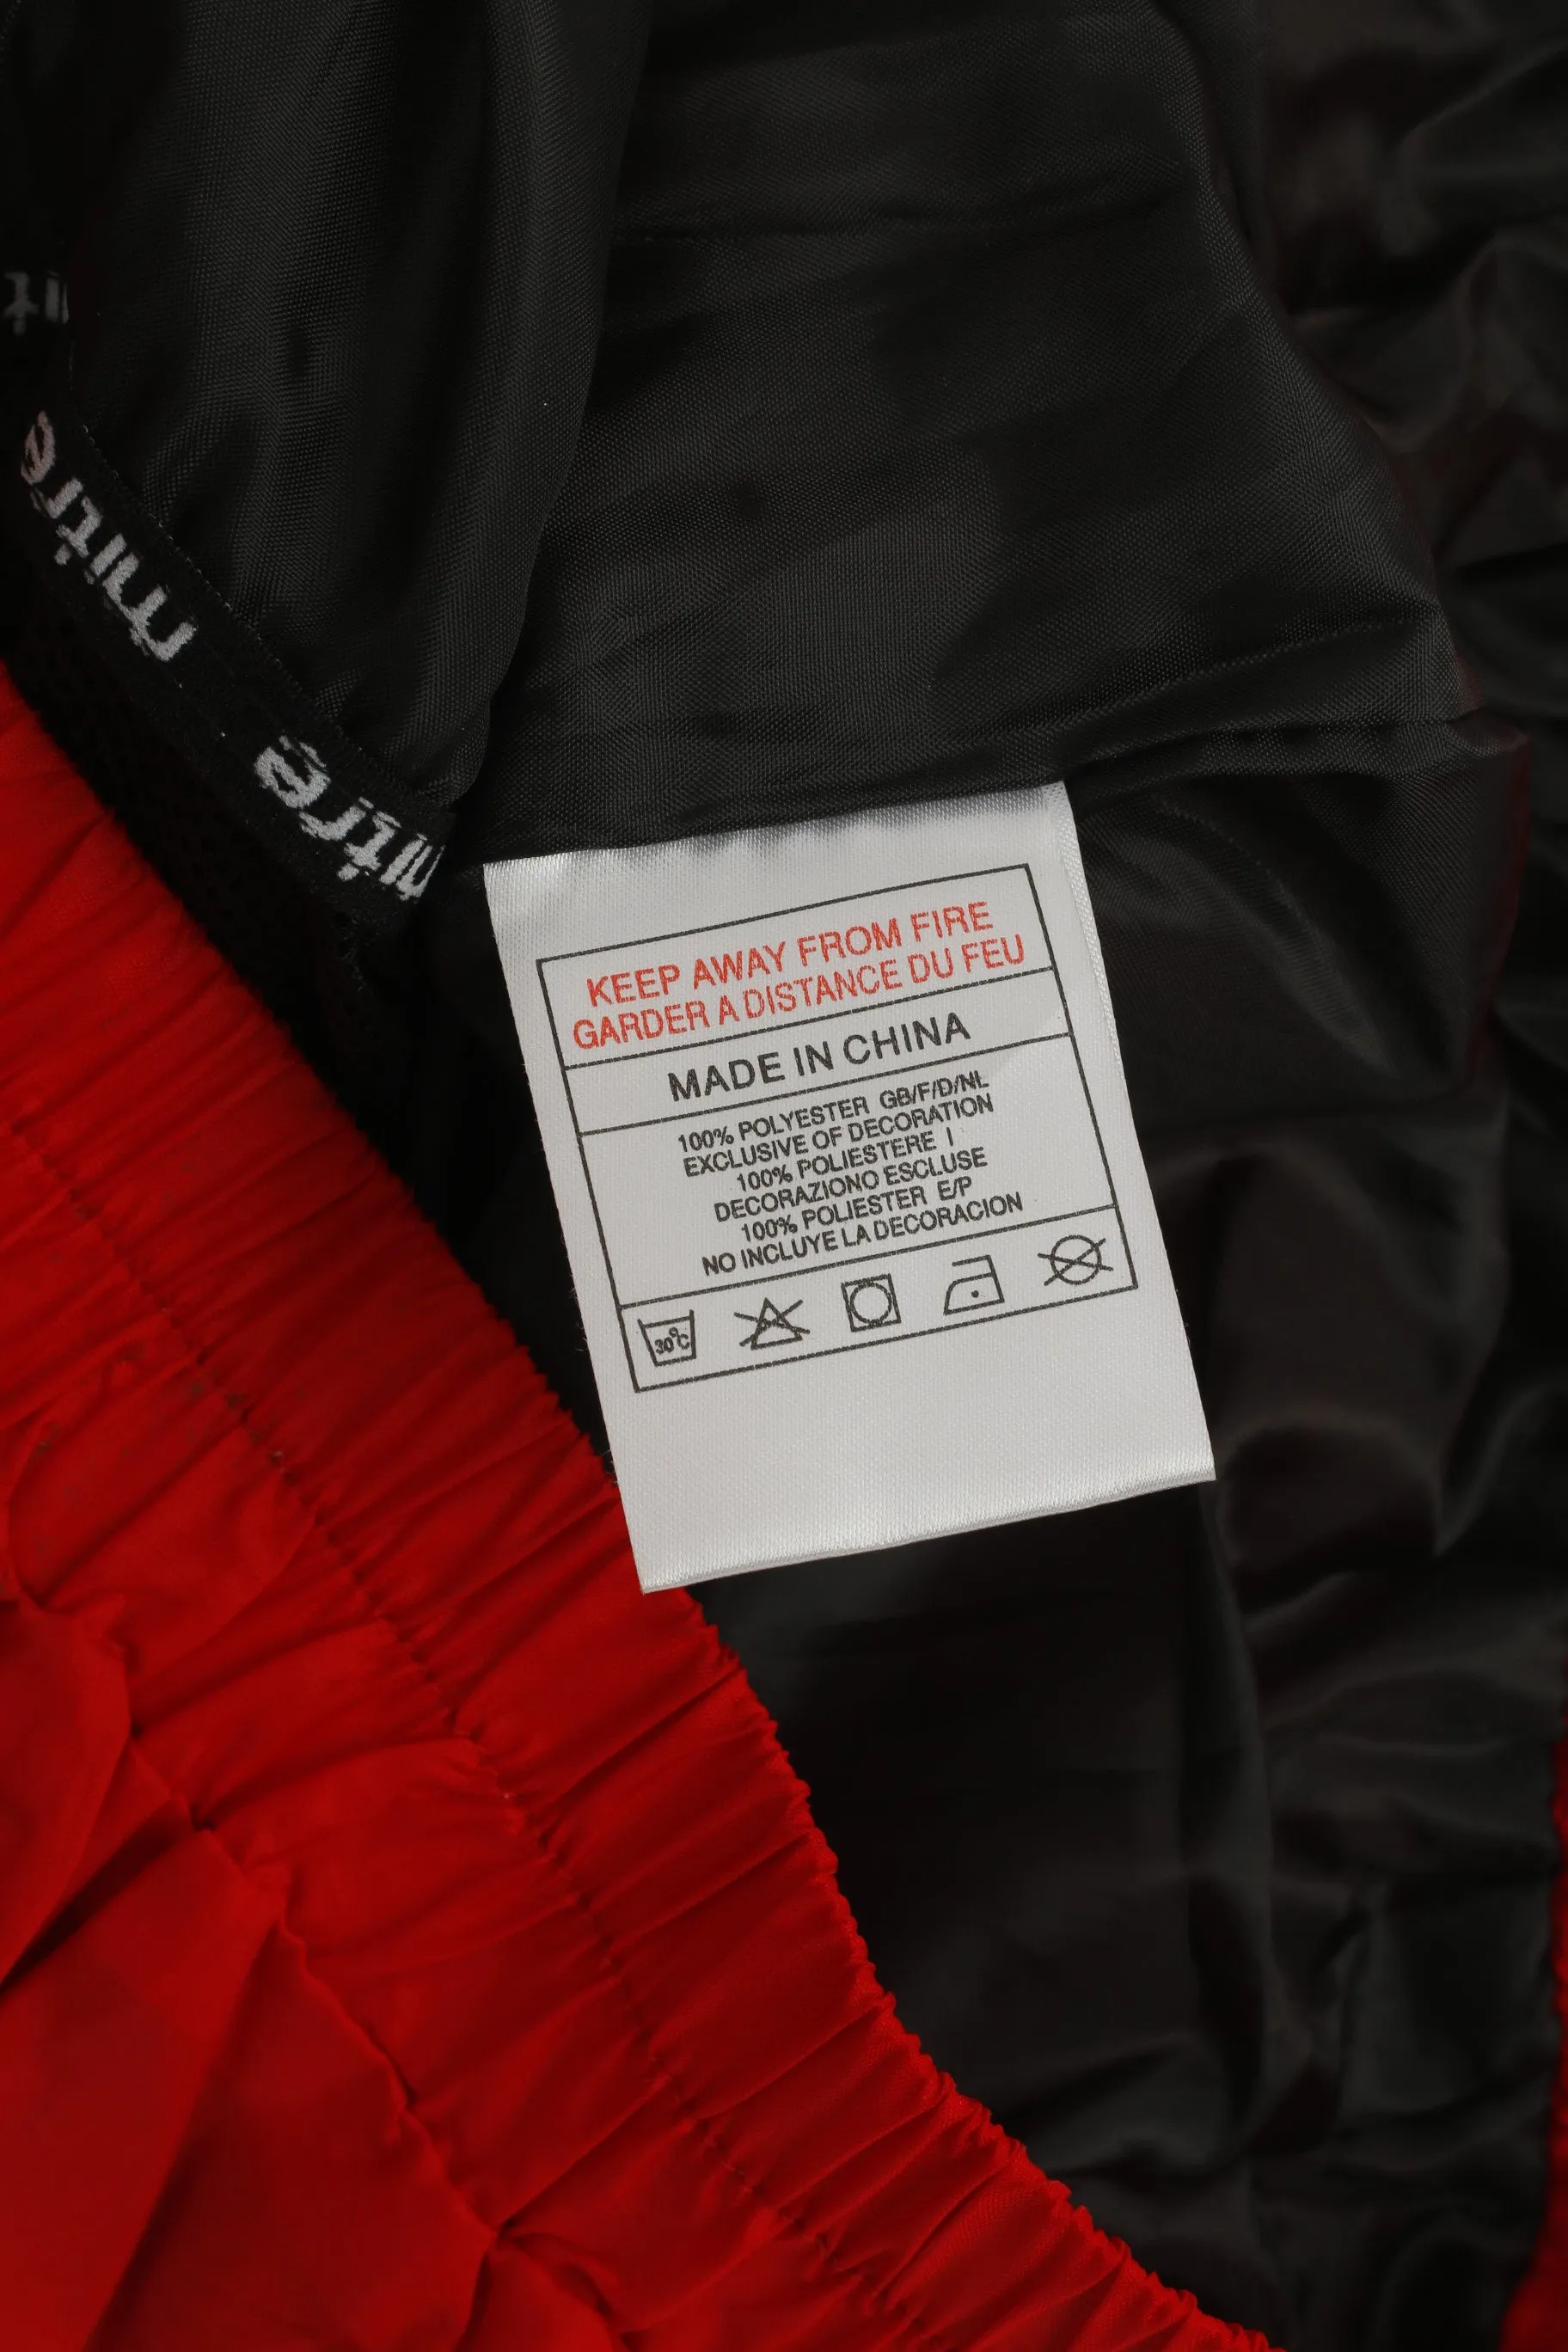 mitre
mitre
KEEP AWAY FROM FIRE
GARDER A DISTANCE DU FEU
MADE IN CHINA
100% POLYESTER GB/F/D/NL
EXCLUSIVE OF DECORATION
100% POLIESTERE I
DECORAZIONO ESCLUSE
100% POLIESTER E/P
NO INCLUYE LA DECORACION
30°C